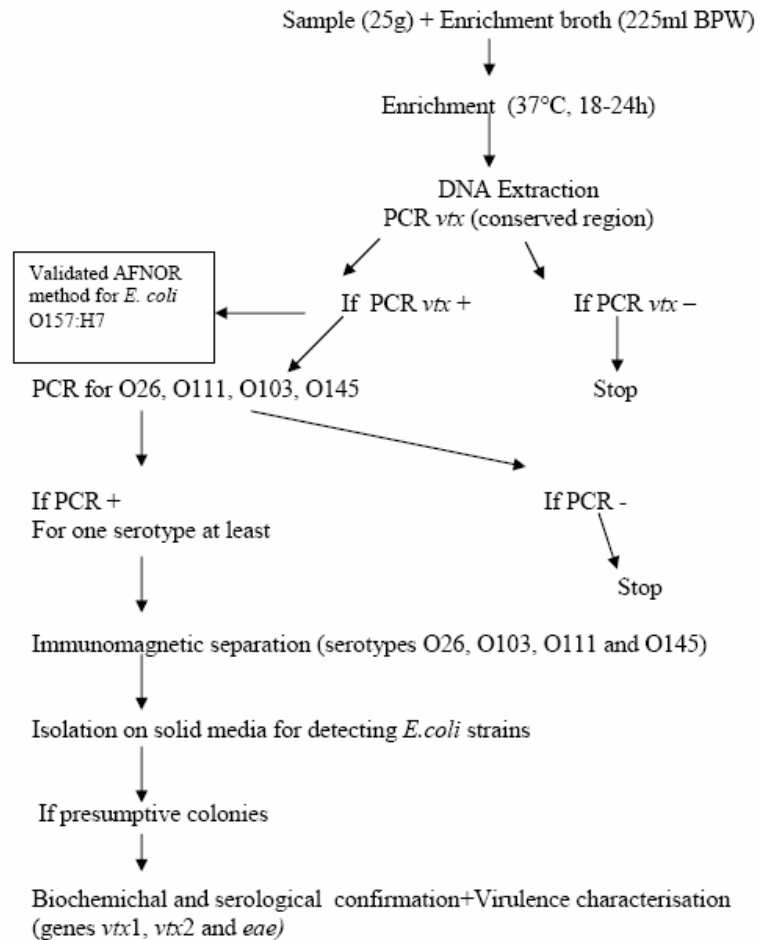 Sample (25g) + Enrichment broth (225ml BPW)
Enrichment (37°C, 18-24h)
DNA Extraction
PCR vtx (conserved region)
Validated AFNOR
method for E. coli
O157:H7
If PCR vtx +
If PCR vtx –
PCR for O26, O111, O103, O145
Stop
If PCR +
For one serotype at least
If PCR -
Stop
Immunomagnetic separation (serotypes O26, O103, O111 and O145)
Isolation on solid media for detecting E.coli strains
If presumptive colonies
Biochemichal and serological confirmation+Virulence characterisation
(genes vtx1, vtx2 and eae)